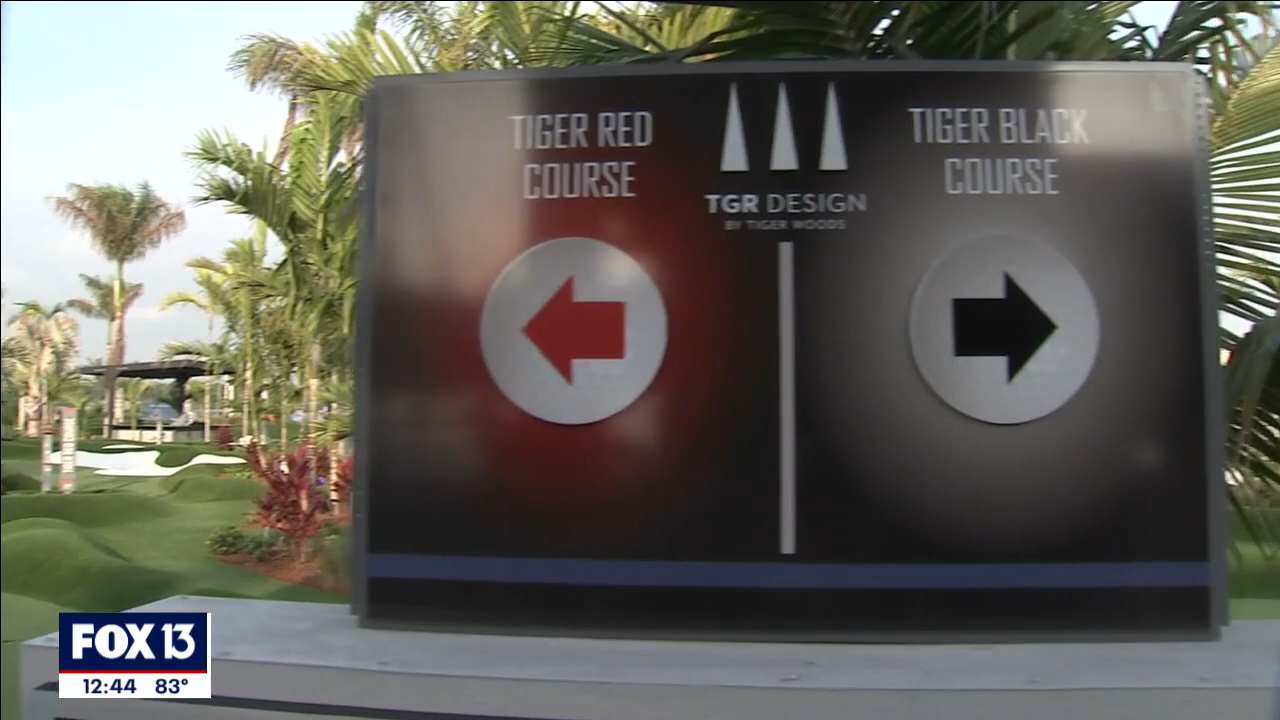 TIGER RED
COURSE
TGR DESIGN
BY TIGER WOODS
TIGER BLACK
COURSE
FOX 13
12:44 83°